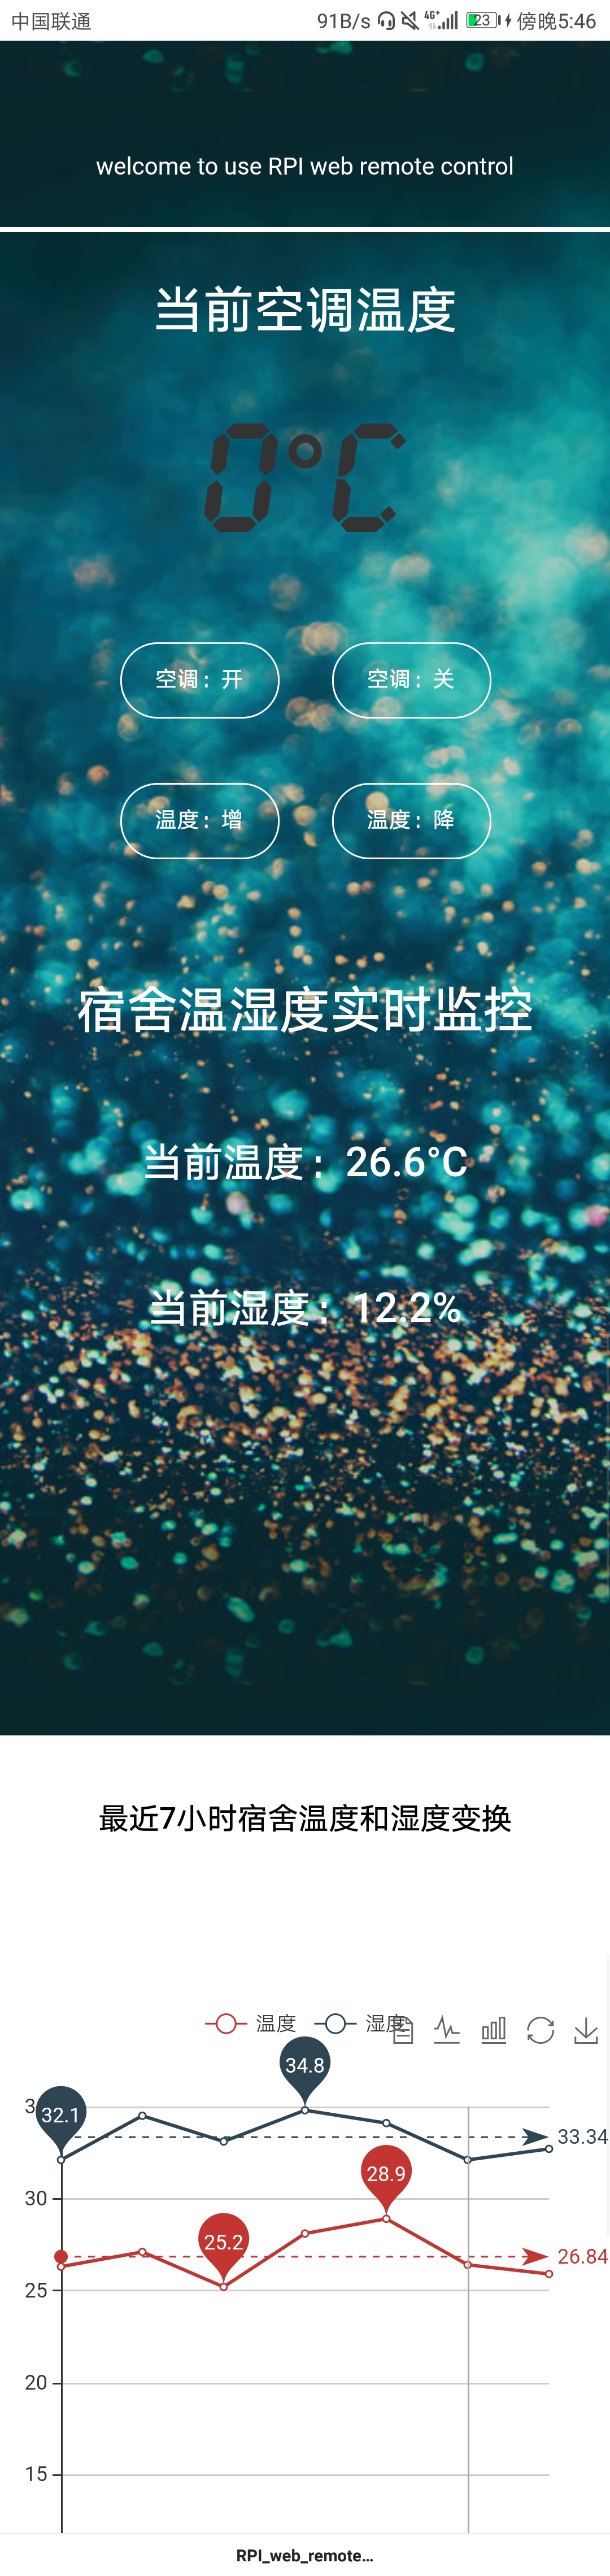 中国联通 91B/s 4G+ 23 傍晚5:46
welcome to use RPI web remote control
当前空调温度
0°C
空调：开 空调：关
温度：增 温度：降
宿舍温湿度实时监控
当前温度：26.6°C
当前湿度：12.2%
最近7小时宿舍温度和湿度变换
温度 湿度
34.8
32.1
33.34
28.9
30
25.2
26.84
25
20
15
RPI_web_remote...